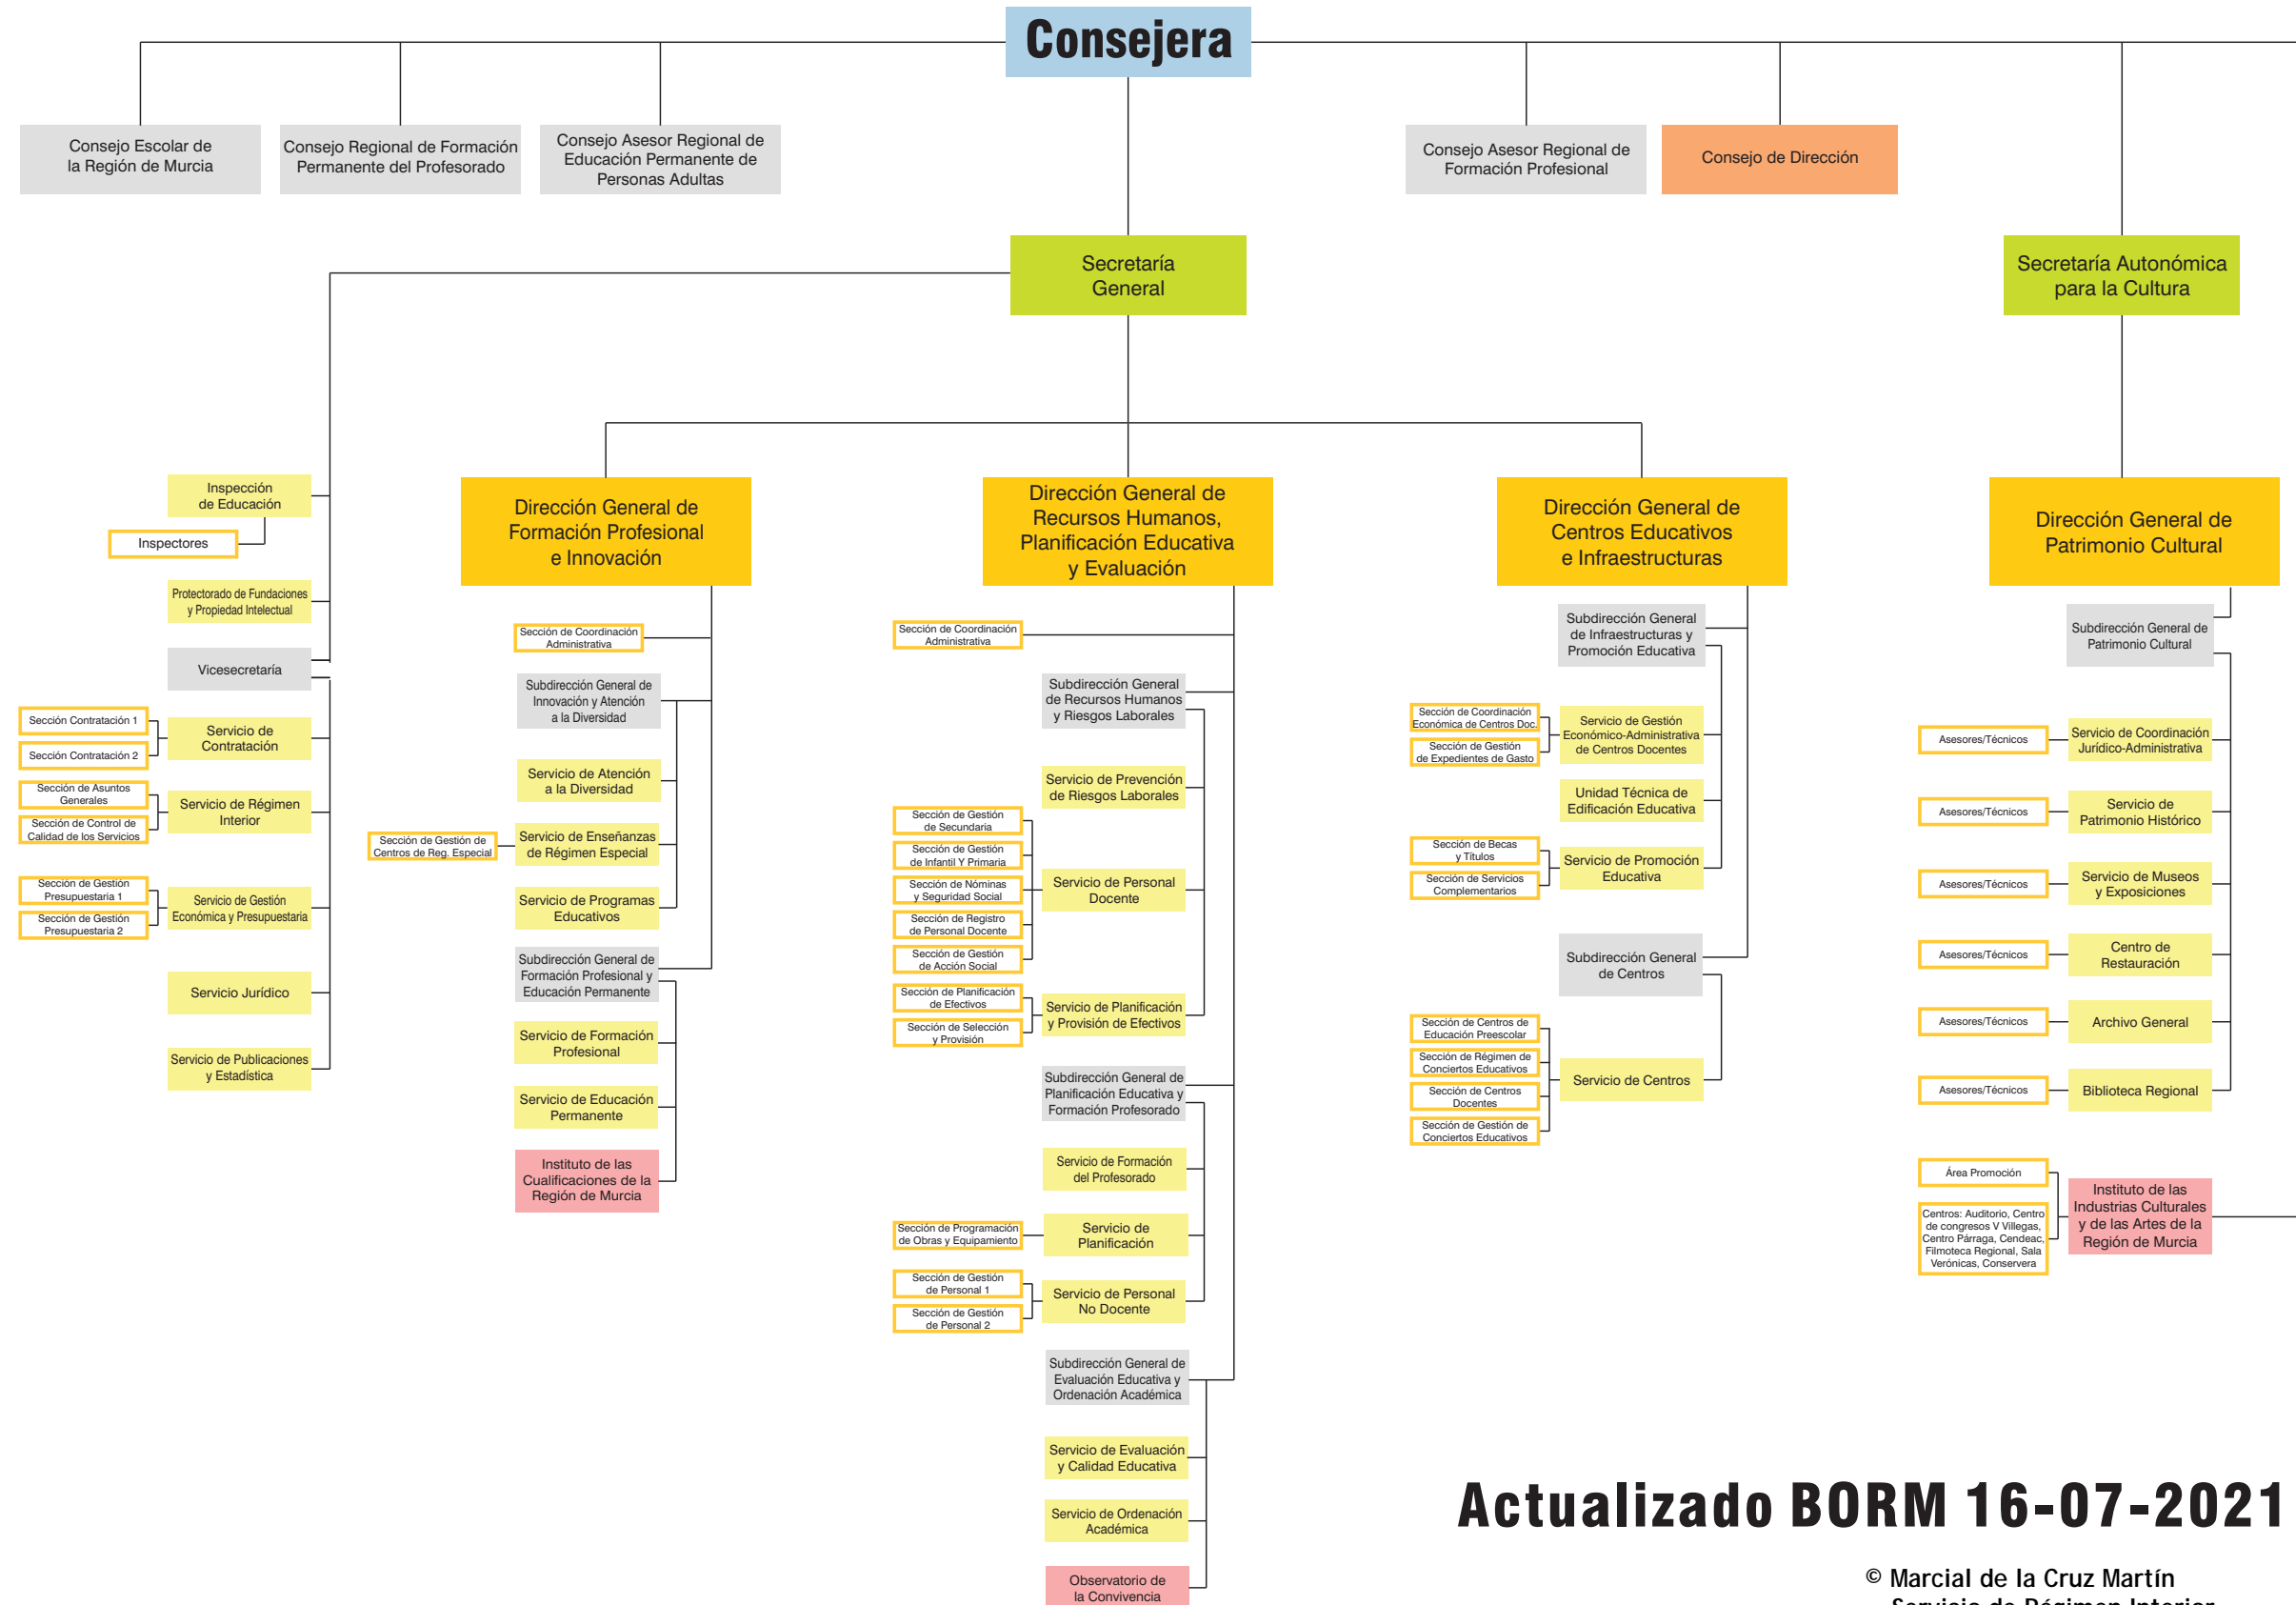 Consejera
Consejo Escolar de
la Región de Murcia
Consejo Regional de Formación
Permanente del Profesorado
Consejo Asesor Regional de
Educación Permanente de
Personas Adultas
Consejo Asesor Regional de
Formación Profesional
Consejo de Dirección
Secretaría
General
Secretaría Autonómica
para la Cultura
Inspección
de Educación
Inspectores
Protectorado de Fundaciones
y Propiedad Intelectual
Vicesecretaría
Sección Contratación 1
Sección Contratación 2
Servicio de
Contratación
Sección de Asuntos
Generales
Sección de Control de
Calidad de los Servicios
Servicio de Régimen
Interior
Sección de Gestión
Presupuestaria 1
Sección de Gestión
Presupuestaria 2
Servicio de Gestión
Económica y Presupuestaria
Servicio Jurídico
Servicio de Publicaciones
y Estadística
Dirección General de
Formación Profesional
e Innovación
Sección de Coordinación
Administrativa
Subdirección General de
Innovación y Atención
a la Diversidad
Servicio de Atención
a la Diversidad
Sección de Gestión de
Centros de Reg. Especial
Servicio de Enseñanzas
de Régimen Especial
Servicio de Programas
Educativos
Subdirección General de
Formación Profesional y
Educación Permanente
Servicio de Formación
Profesional
Servicio de Educación
Permanente
Instituto de las
Cualificaciones de la
Región de Murcia
Dirección General de
Recursos Humanos,
Planificación Educativa
y Evaluación
Sección de Coordinación
Administrativa
Subdirección General
de Recursos Humanos
y Riesgos Laborales
Servicio de Prevención
de Riesgos Laborales
Sección de Gestión
de Secundaria
Sección de Gestión
de Infantil Y Primaria
Sección de Nóminas
y Seguridad Social
Sección de Registro
de Personal Docente
Sección de Gestión
de Acción Social
Servicio de Personal
Docente
Sección de Planificación
de Efectivos
Sección de Selección
y Provisión
Servicio de Planificación
y Provisión de Efectivos
Subdirección General de
Planificación Educativa y
Formación Profesorado
Servicio de Formación
del Profesorado
Sección de Programación
de Obras y Equipamiento
Servicio de
Planificación
Sección de Gestión
de Personal 1
Sección de Gestión
de Personal 2
Servicio de Personal
No Docente
Subdirección General de
Evaluación Educativa y
Ordenación Académica
Servicio de Evaluación
y Calidad Educativa
Servicio de Ordenación
Académica
Observatorio de
la Convivencia
Dirección General de
Centros Educativos
e Infraestructuras
Subdirección General
de Infraestructuras y
Promoción Educativa
Sección de Coordinación
Económica de Centros Doc.
Sección de Gestión
de Expedientes de Gasto
Servicio de Gestión
Económico-Administrativa
de Centros Docentes
Unidad Técnica de
Edificación Educativa
Sección de Becas
y Títulos
Sección de Servicios
Complementarios
Servicio de Promoción
Educativa
Subdirección General
de Centros
Sección de Centros de
Educación Preescolar
Sección de Régimen de
Conciertos Educativos
Sección de Centros
Docentes
Sección de Gestión de
Conciertos Educativos
Servicio de Centros
Dirección General de
Patrimonio Cultural
Subdirección General de
Patrimonio Cultural
Asesores/Técnicos
Servicio de Coordinación
Jurídico-Administrativa
Asesores/Técnicos
Servicio de
Patrimonio Histórico
Asesores/Técnicos
Servicio de Museos
y Exposiciones
Asesores/Técnicos
Centro de
Restauración
Asesores/Técnicos
Archivo General
Asesores/Técnicos
Biblioteca Regional
Área Promoción
Centros: Auditorio, Centro
de congresos V Villegas,
Centro Párraga, Cendeac,
Filmoteca Regional, Sala
Verónicas, Conservera
Instituto de las
Industrias Culturales
y de las Artes de la
Región de Murcia
Actualizado BORM 16-07-2021
© Marcial de la Cruz Martín
Servicio de Régimen Interior